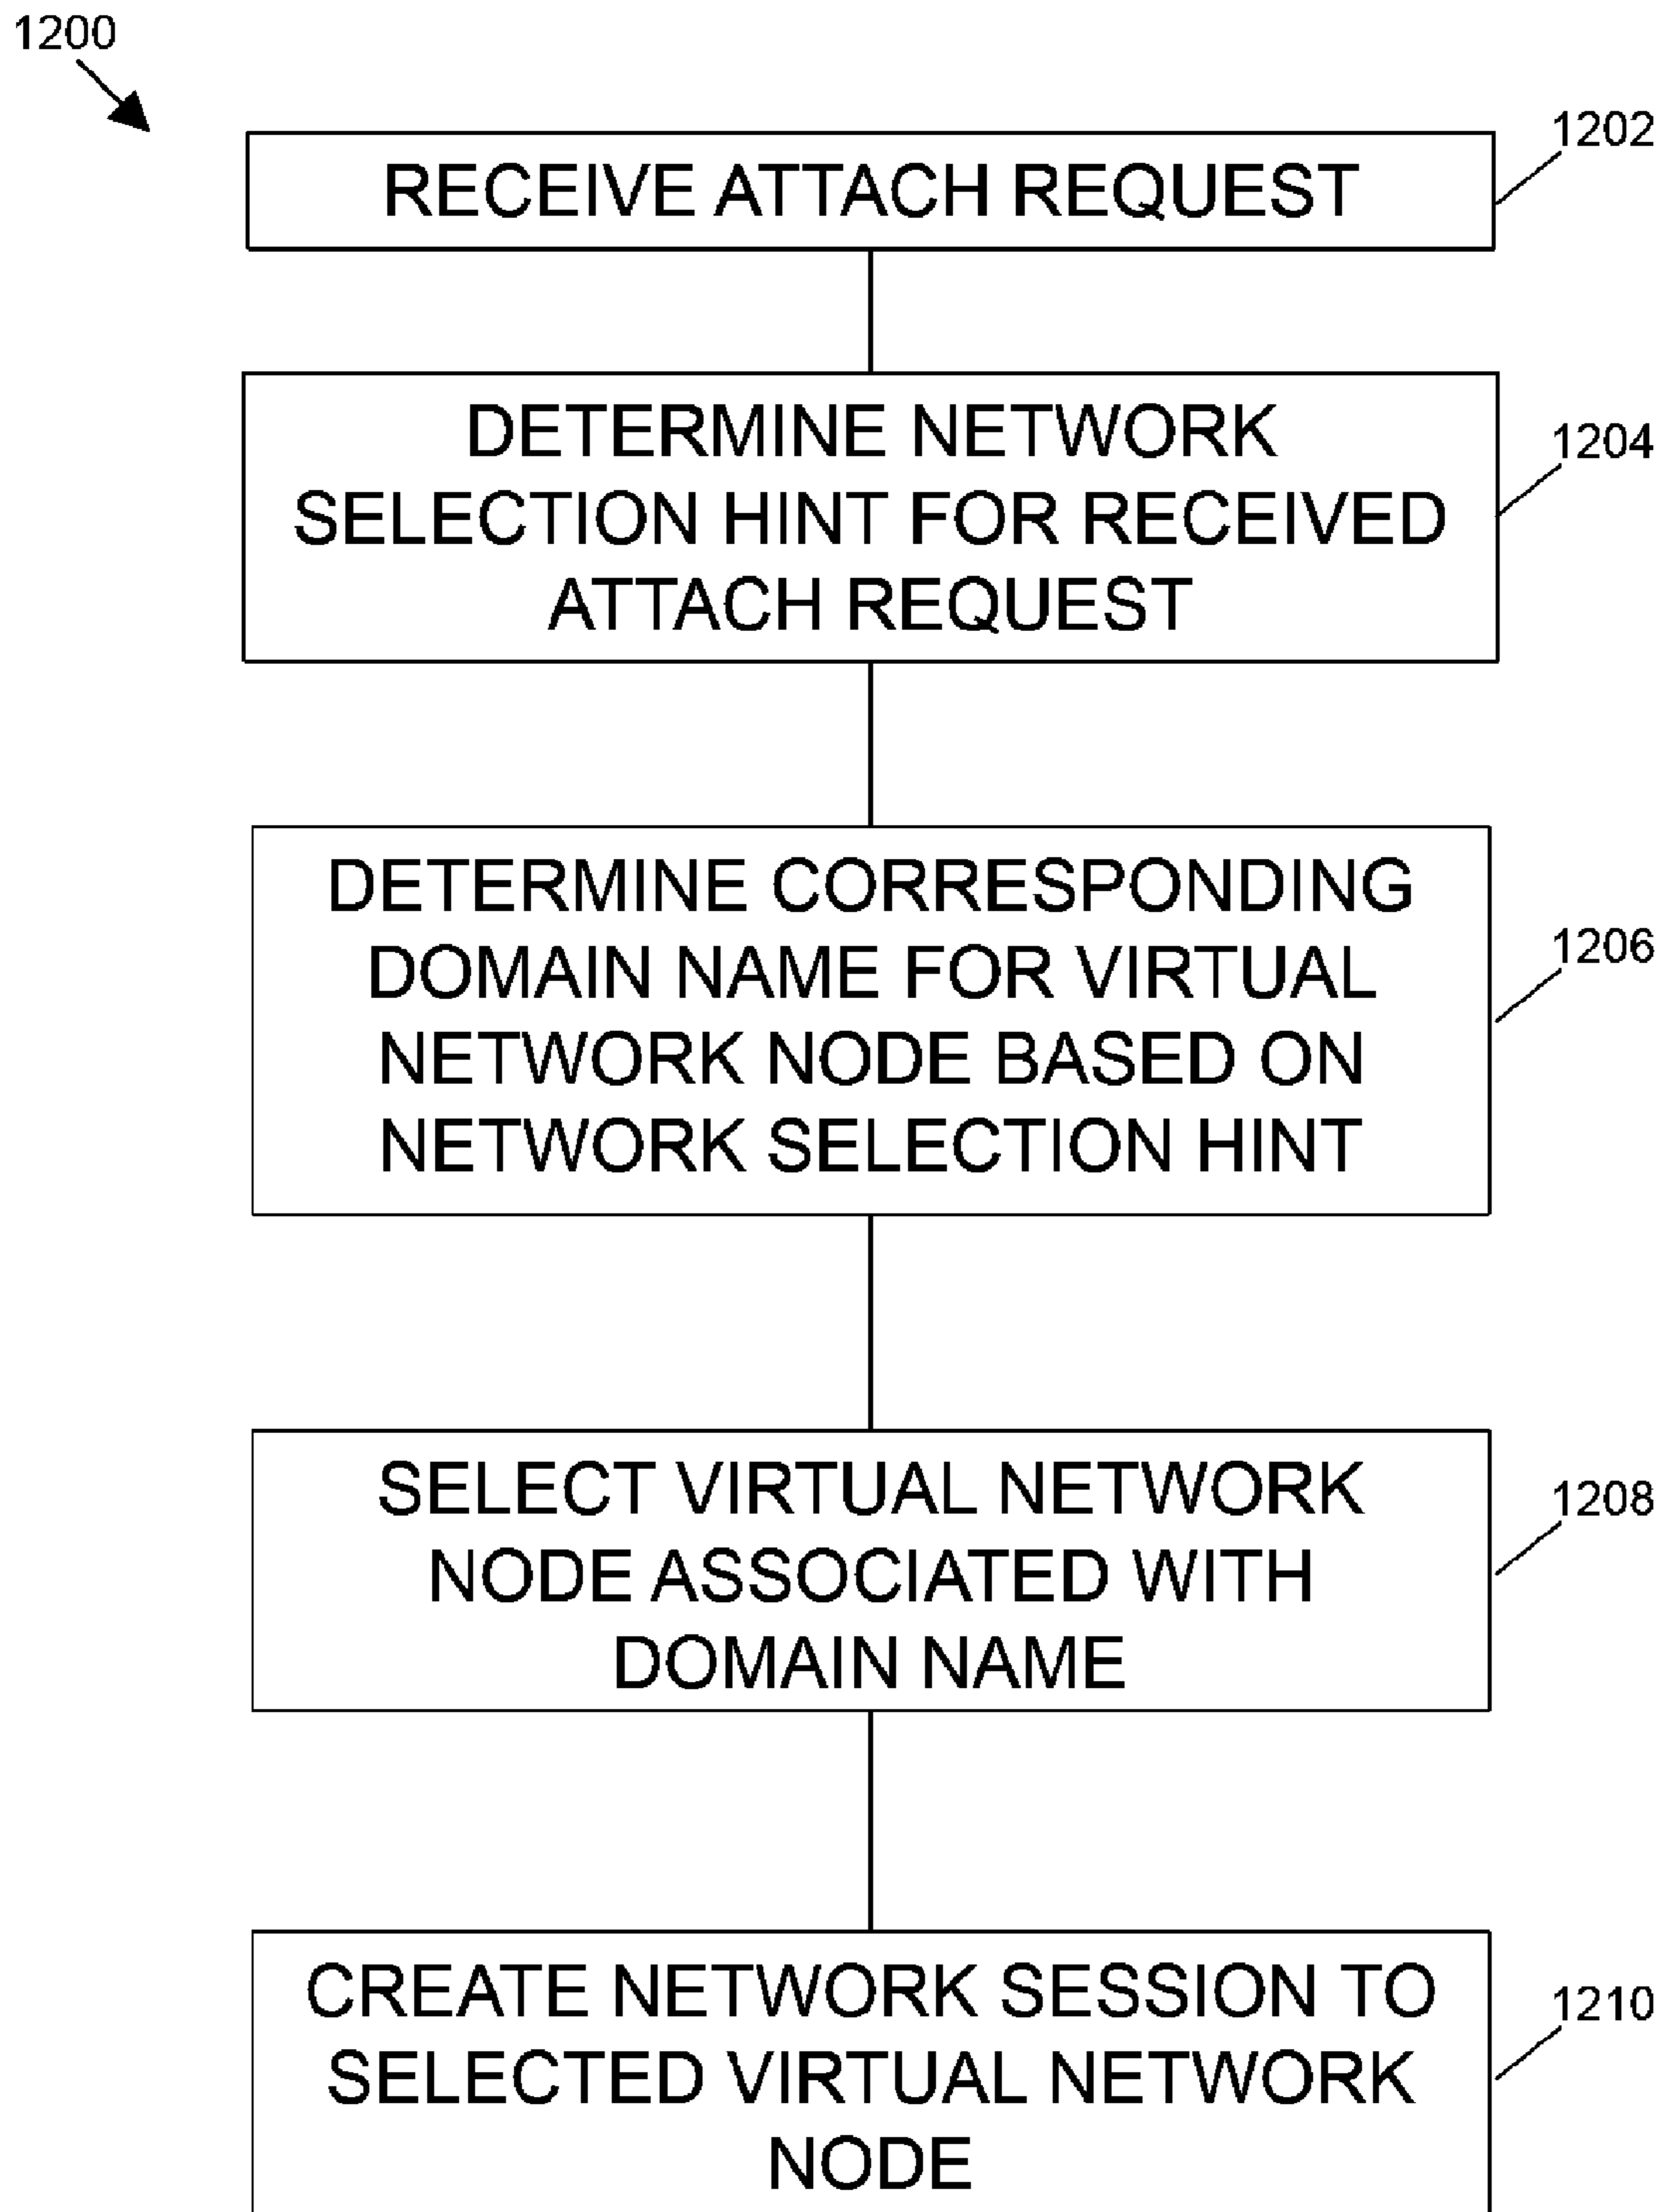 1200
RECEIVE ATTACH REQUEST
1202
DETERMINE NETWORK
SELECTION HINT FOR RECEIVED
ATTACH REQUEST
1204
DETERMINE CORRESPONDING
DOMAIN NAME FOR VIRTUAL
NETWORK NODE BASED ON
NETWORK SELECTION HINT
1206
SELECT VIRTUAL NETWORK
NODE ASSOCIATED WITH
DOMAIN NAME
1208
CREATE NETWORK SESSION TO
SELECTED VIRTUAL NETWORK
NODE
1210